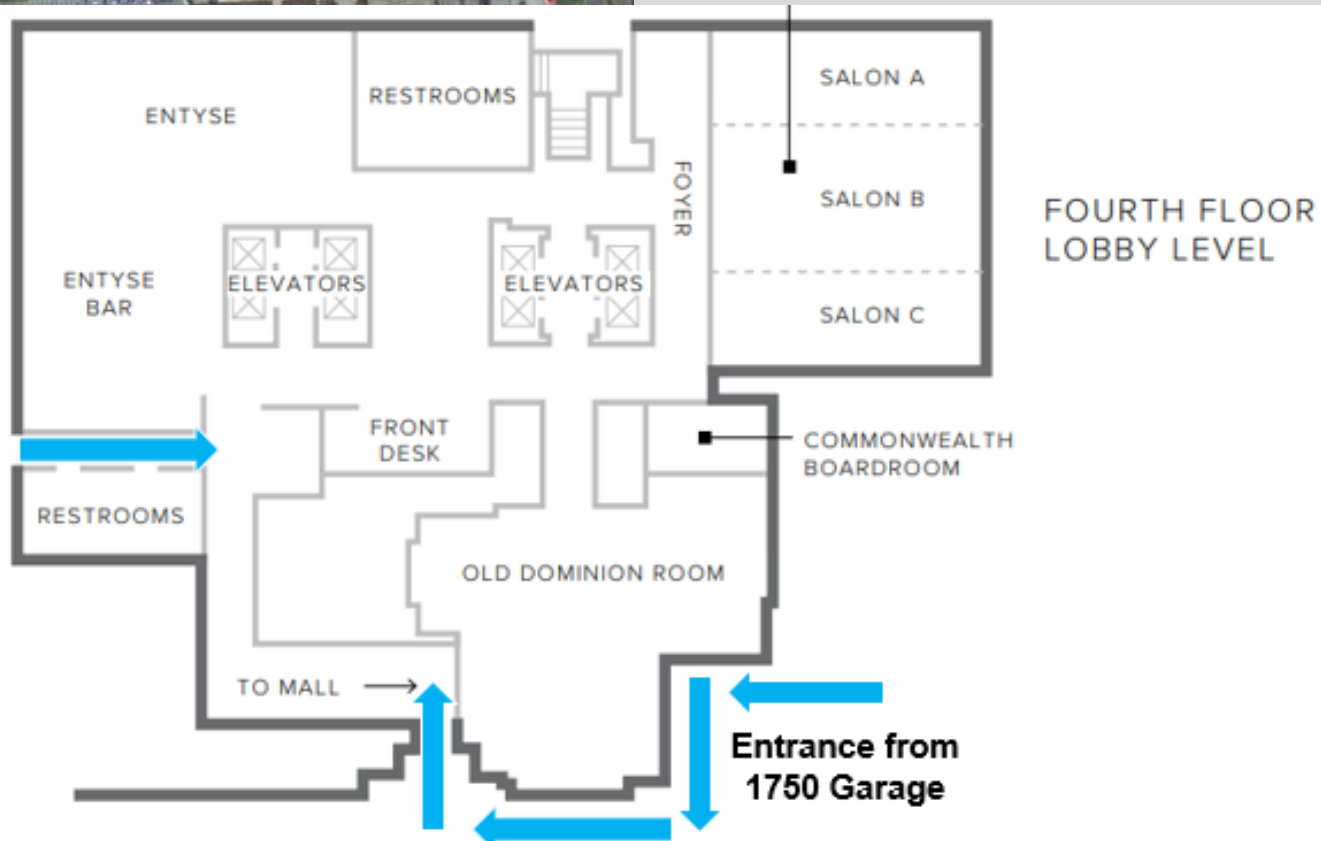 ENTYSE
RESTROOMS
SALON A
FOYER
SALON B
FOURTH FLOOR
LOBBY LEVEL
ENTYSE
BAR
ELEVATORS
ELEVATORS
SALON C
FRONT
DESK
COMMONWEALTH
BOARDROOM
RESTROOMS
OLD DOMINION ROOM
TO MALL
Entrance from
1750 Garage